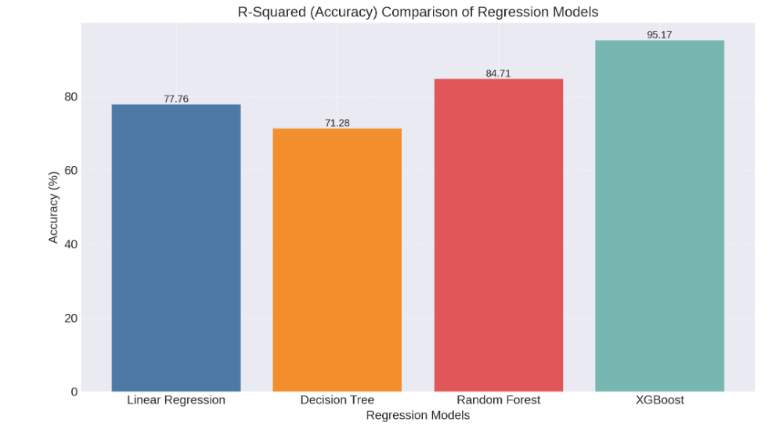 R-Squared (Accuracy) Comparison of Regression Models
95.17
84.71
80
77.76
71.28
60
Accuracy (%)
40
20
0
Linear Regression Decision Tree Random Forest XGBoost
Regression Models